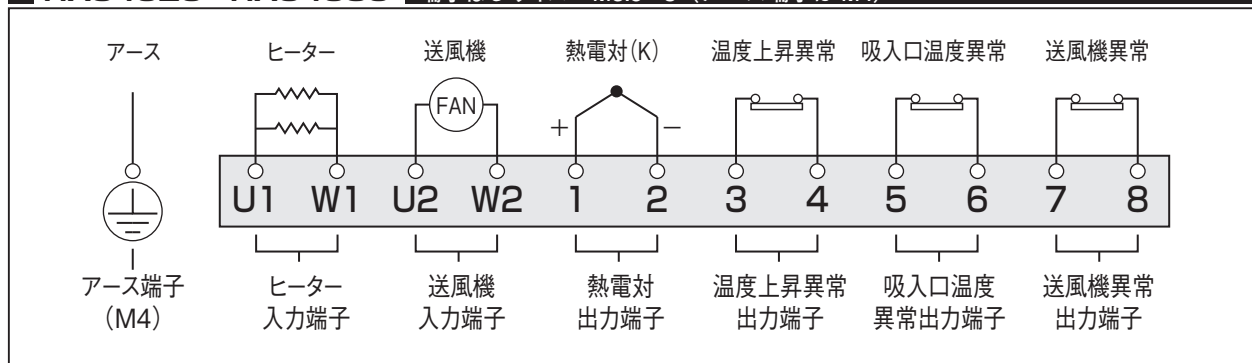 アース ヒーター 送風機 熱電対(K) 温度上昇異常 吸入口温度異常 送風機異常
FAN
+ −
U1 W1 U2 W2 1 2 3 4 5 6 7 8
アース端子 ヒーター 送風機 熱電対 温度上昇異常 吸入口温度 送風機異常
(M4) 入力端子 入力端子 出力端子 出力端子 異常出力端子 出力端子